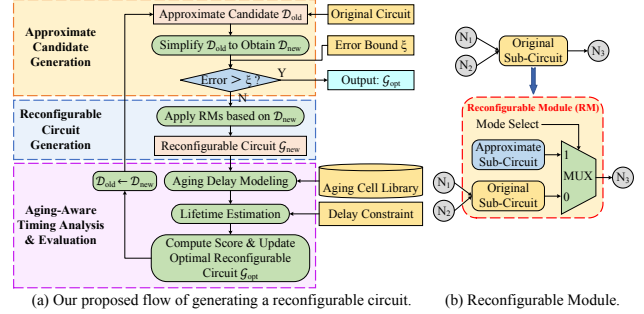 Approximate
Candidate
Generation
Approximate Candidate 𝒟old
Original Circuit
Simplify 𝒟old to Obtain 𝒟new
Error Bound ξ
Error > ξ ?
Y
Output: 𝒢opt
N
Reconfigurable
Circuit
Generation
Apply RMs based on 𝒟new
Reconfigurable Circuit 𝒢new
Aging-Aware
Timing Analysis
& Evaluation
𝒟old ← 𝒟new
Aging Delay Modeling
Aging Cell Library
Lifetime Estimation
Delay Constraint
Compute Score & Update
Optimal Reconfigurable
Circuit 𝒢opt
(a) Our proposed flow of generating a reconfigurable circuit.
N1
N2
Original
Sub-Circuit
N3
Reconfigurable Module (RM)
Mode Select
Approximate
Sub-Circuit
1
MUX
N3
N1
N2
Original
Sub-Circuit
0
(b) Reconfigurable Module.